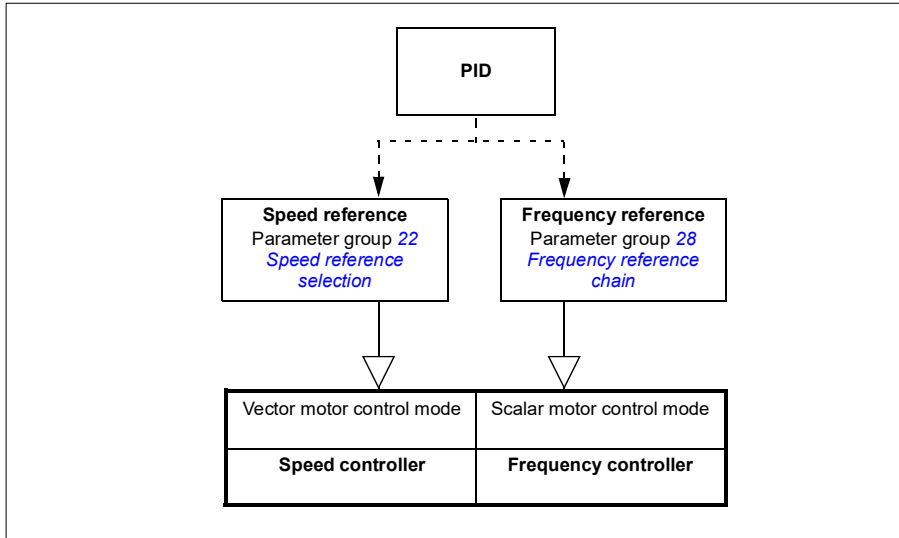 PID
Speed reference
Parameter group 22
Speed reference
selection
Frequency reference
Parameter group 28
Frequency reference
chain
Vector motor control mode
Scalar motor control mode
Speed controller
Frequency controller